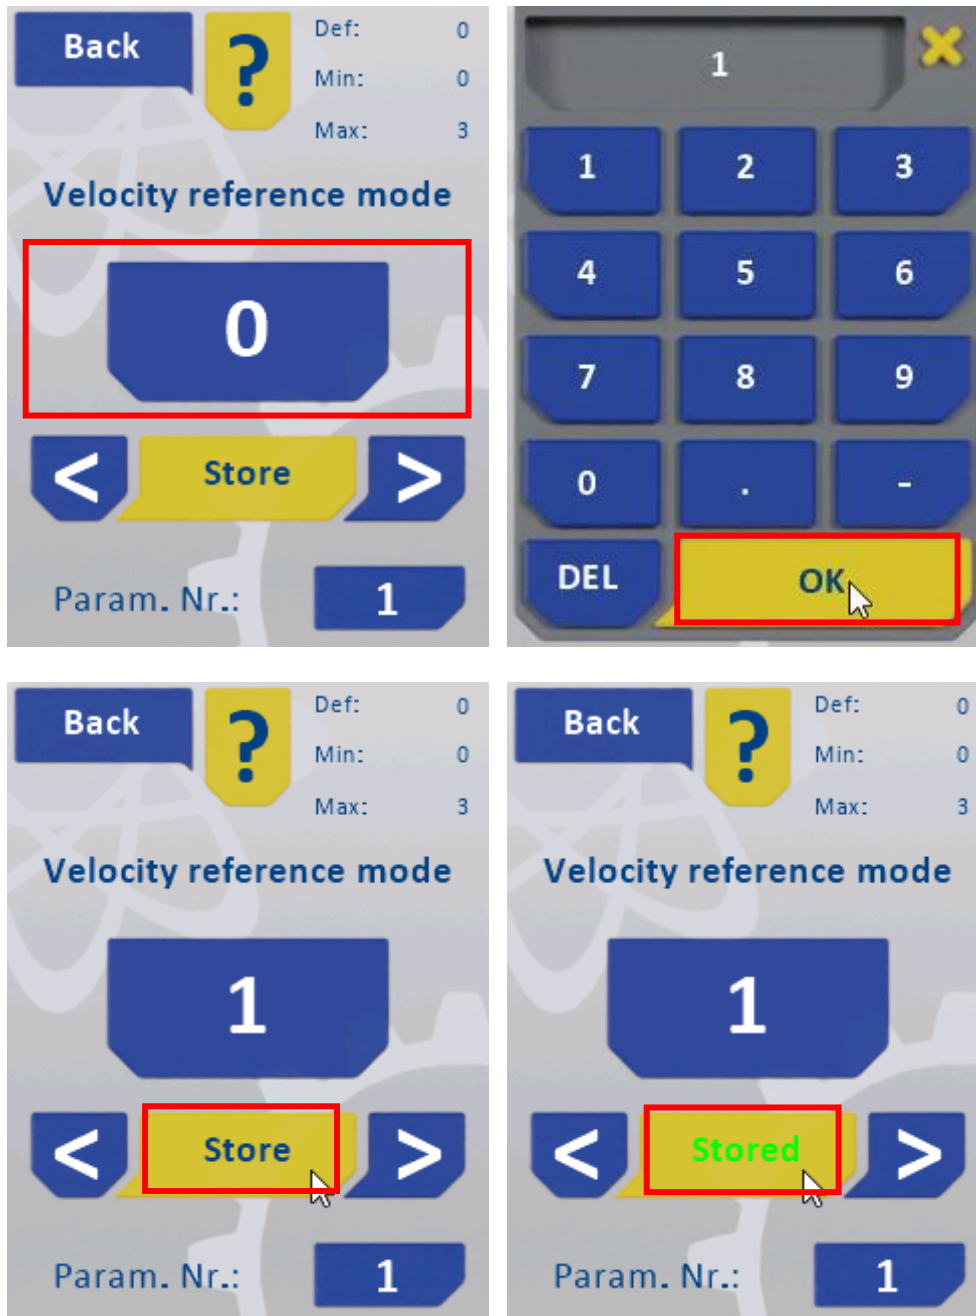 Back
?
Def: 0
Min: 0
Max: 3
Velocity reference mode
0
< Store >
Param. Nr.: 1
1
1 2 3
4 5 6
7 8 9
0 . -
DEL OK
Back
?
Def: 0
Min: 0
Max: 3
Velocity reference mode
1
< Store >
Param. Nr.: 1
Back
?
Def: 0
Min: 0
Max: 3
Velocity reference mode
1
< Stored >
Param. Nr.: 1